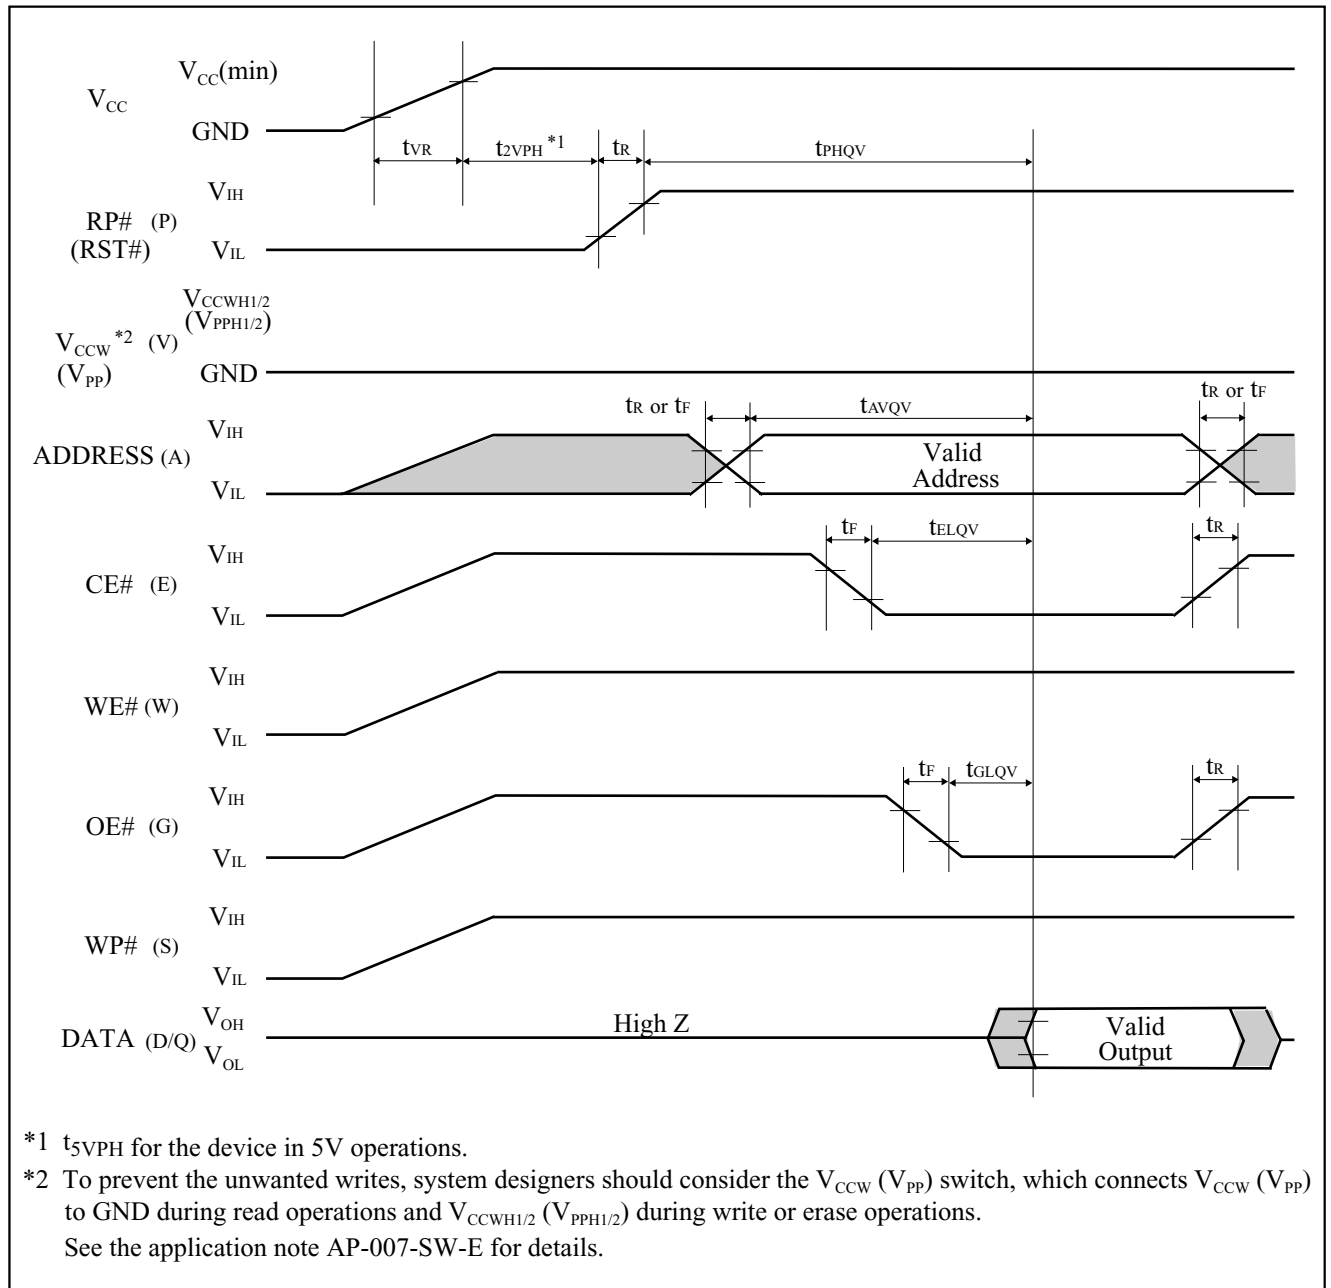 VCC(min)
VCC
GND
tVR t2VPH *1 tR tPHQV
VIH
RP# (P)
(RST#)
VIL
VCCWH1/2
(VPPH1/2)
VCCW *2 (V)
(VPP)
GND
tR or tF tAVQV tR or tF
VIH
ADDRESS (A)
Valid
Address
VIL
tF tELQV tR
VIH
CE# (E)
VIL
VIH
WE# (W)
VIL
tF tGLQV tR
VIH
OE# (G)
VIL
VIH
WP# (S)
VIL
VOH
High Z
DATA (D/Q)
Valid
Output
VOL
*1 t5VPH for the device in 5V operations.
*2 To prevent the unwanted writes, system designers should consider the VCCW (VPP) switch, which connects VCCW (VPP)
to GND during read operations and VCCWH1/2 (VPPH1/2) during write or erase operations.
See the application note AP-007-SW-E for details.